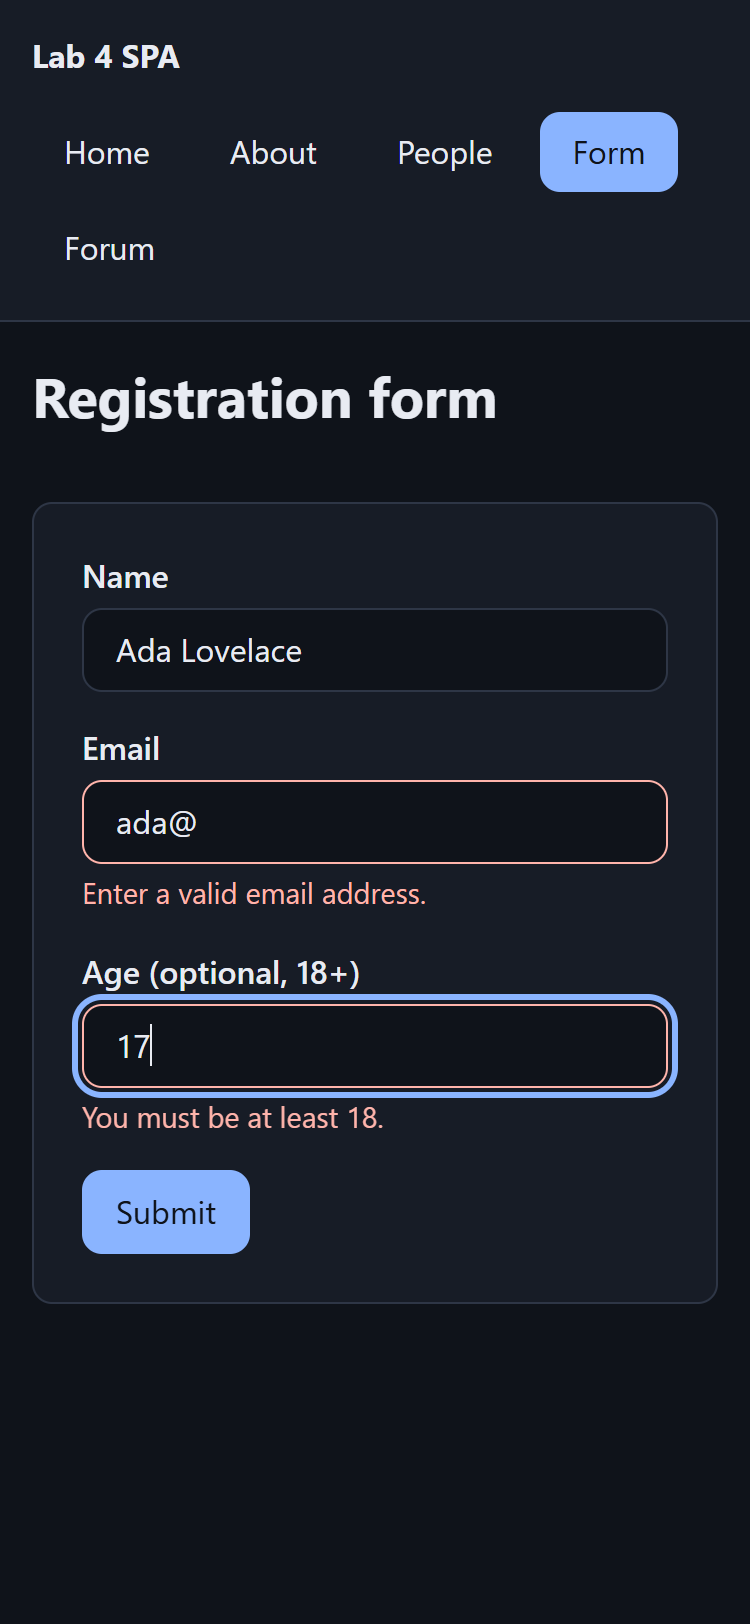 Lab 4 SPA
Home About People Form
Forum
Registration form
Name
Ada Lovelace
Email
ada@
Enter a valid email address.
Age (optional, 18+)
17
You must be at least 18.
Submit